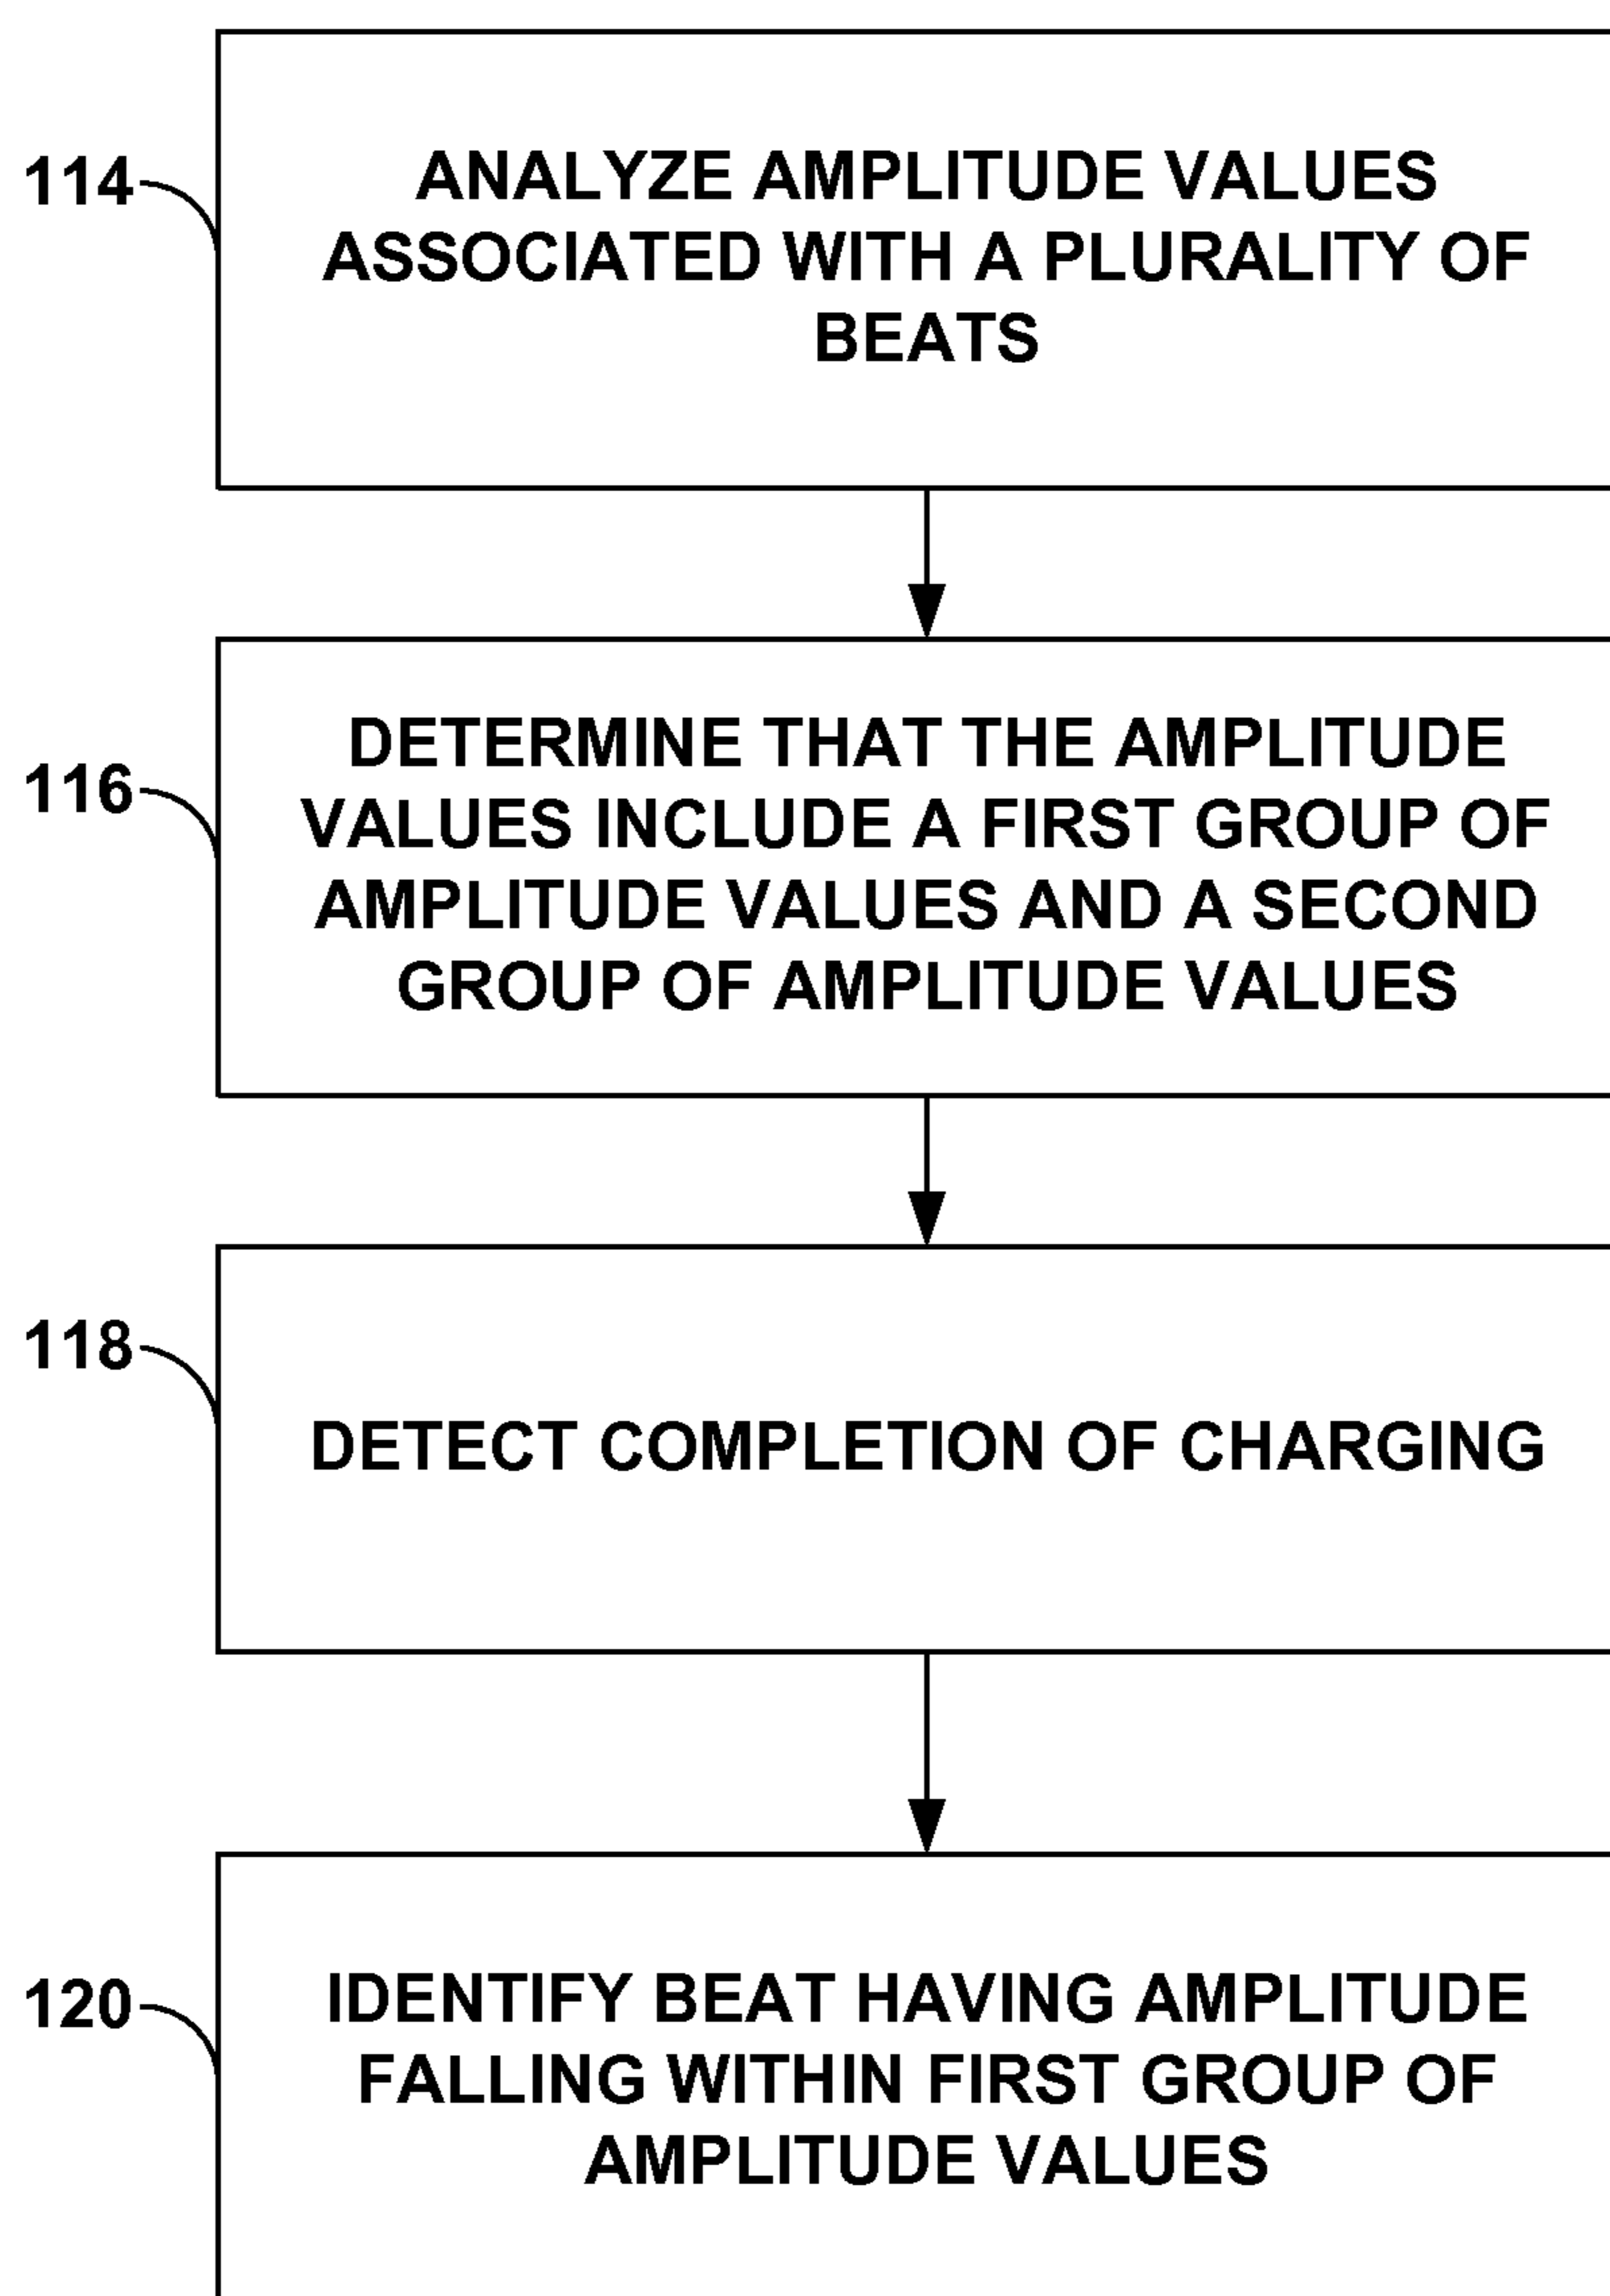 114
ANALYZE AMPLITUDE VALUES
ASSOCIATED WITH A PLURALITY OF
BEATS
116
DETERMINE THAT THE AMPLITUDE
VALUES INCLUDE A FIRST GROUP OF
AMPLITUDE VALUES AND A SECOND
GROUP OF AMPLITUDE VALUES
118
DETECT COMPLETION OF CHARGING
120
IDENTIFY BEAT HAVING AMPLITUDE
FALLING WITHIN FIRST GROUP OF
AMPLITUDE VALUES